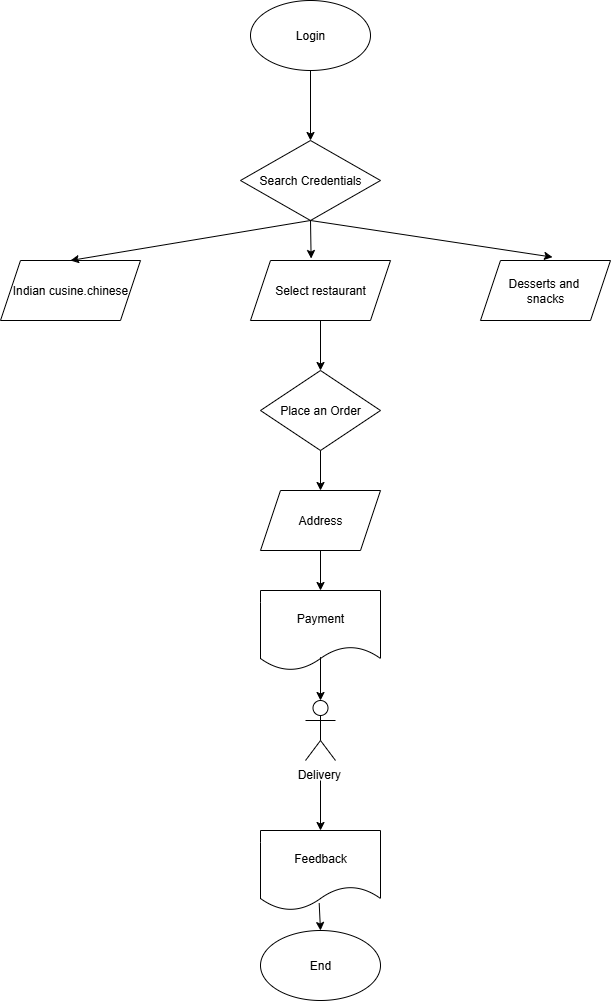 Login
Search Credentials
Indian cusine.chinese
Select restaurant
Desserts and
snacks
Place an Order
Address
Payment
Delivery
Feedback
End